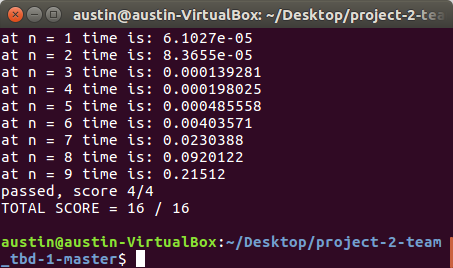 austin@austin-VirtualBox: ~/Desktop/project-2-tea
at n = 1 time is: 6.1027e-05
at n = 2 time is: 8.3655e-05
at n = 3 time is: 0.000139281
at n = 4 time is: 0.000198025
at n = 5 time is: 0.000485558
at n = 6 time is: 0.00403571
at n = 7 time is: 0.0230388
at n = 8 time is: 0.0920122
at n = 9 time is: 0.21512
passed, score 4/4
TOTAL SCORE = 16 / 16
austin@austin-VirtualBox:~/Desktop/project-2-team
_tbd-1-master$